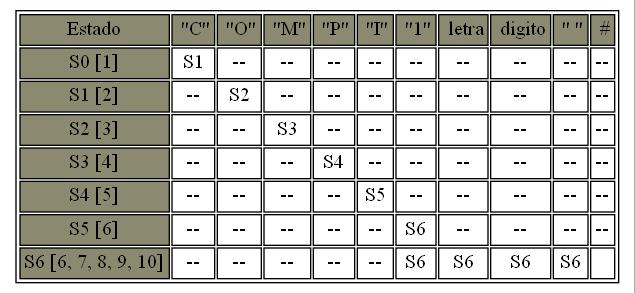 Estado "C" "O" "M" "P" "I" "1" letra digito " " #
S0 [1] S1 -- -- -- -- -- -- -- -- --
S1 [2] -- S2 -- -- -- -- -- -- -- --
S2 [3] -- -- S3 -- -- -- -- -- -- --
S3 [4] -- -- -- S4 -- -- -- -- -- --
S4 [5] -- -- -- -- S5 -- -- -- -- --
S5 [6] -- -- -- -- -- S6 -- -- -- --
S6 [6, 7, 8, 9, 10] -- -- -- -- -- S6 S6 S6 S6